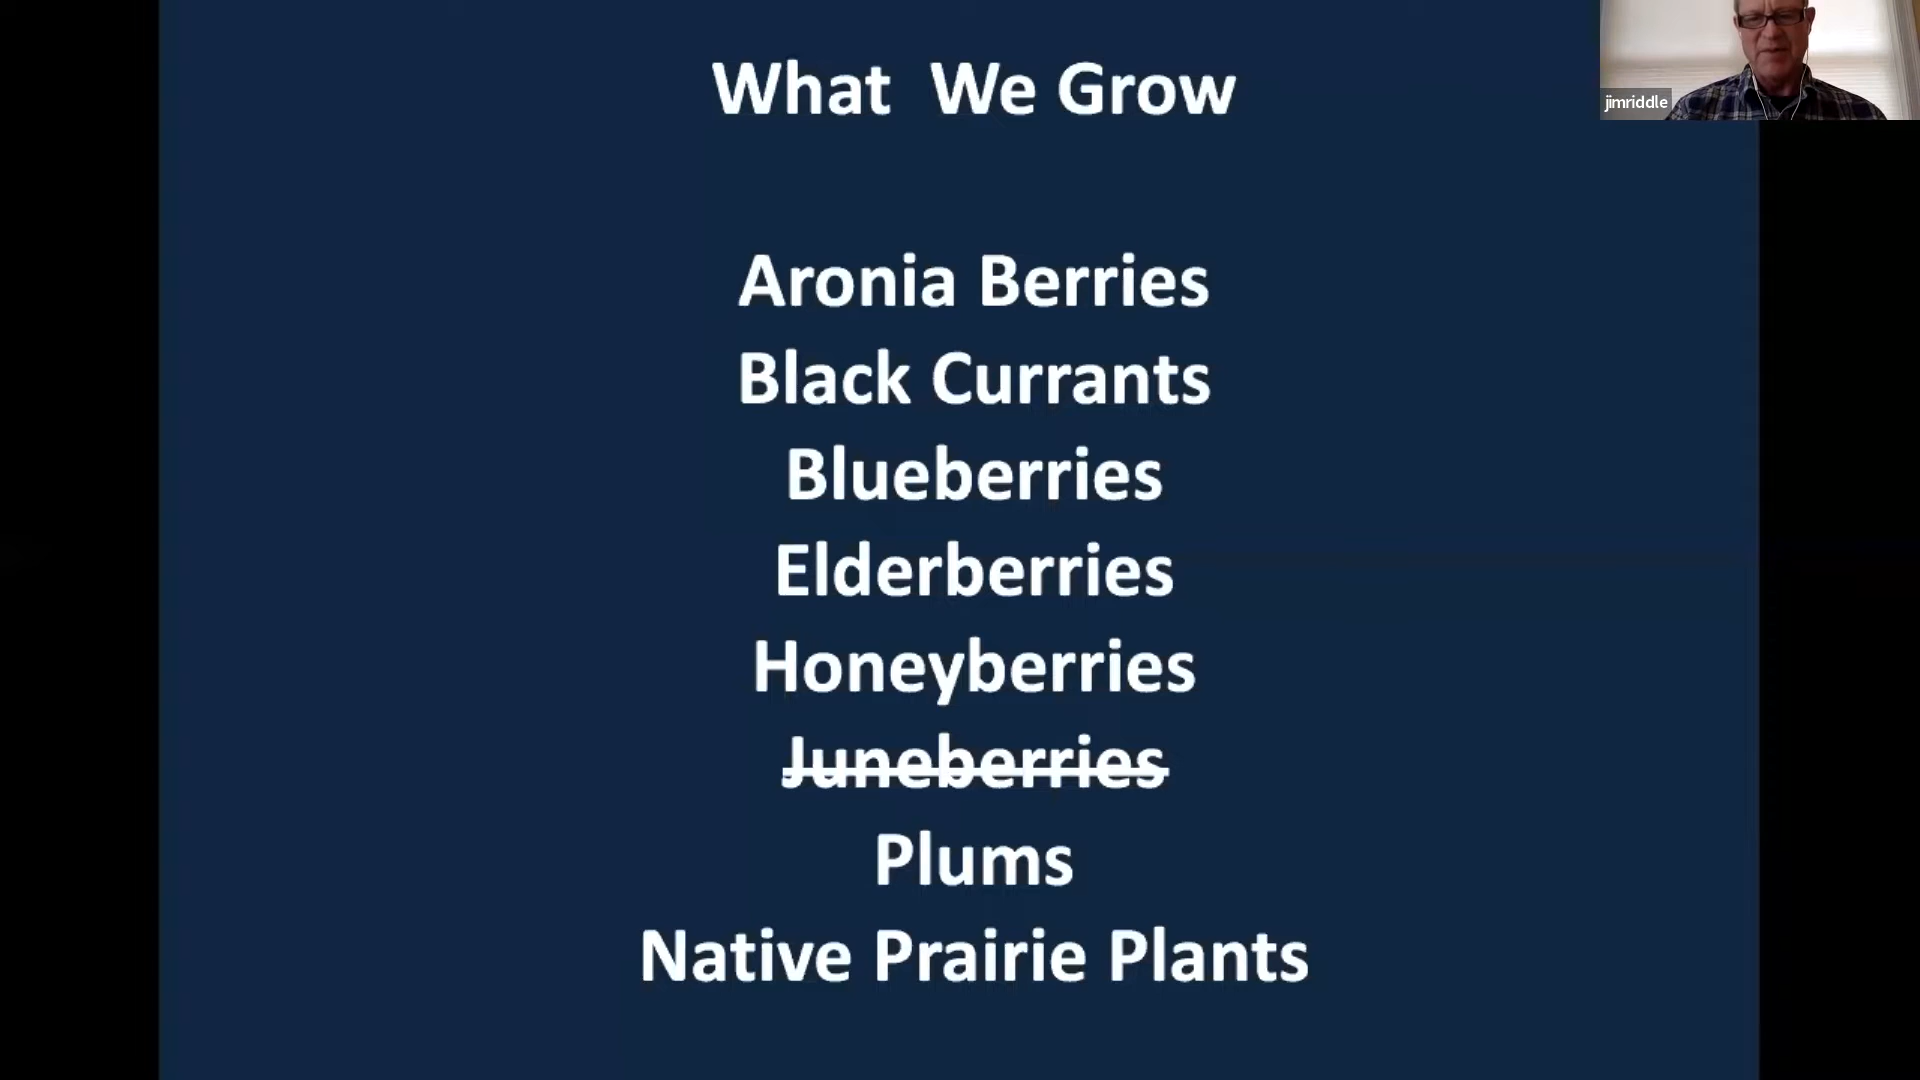 What We Grow
jimriddle
Aronia Berries
Black Currants
Blueberries
Elderberries
Honeyberries
Juneberries
Plums
Native Prairie Plants